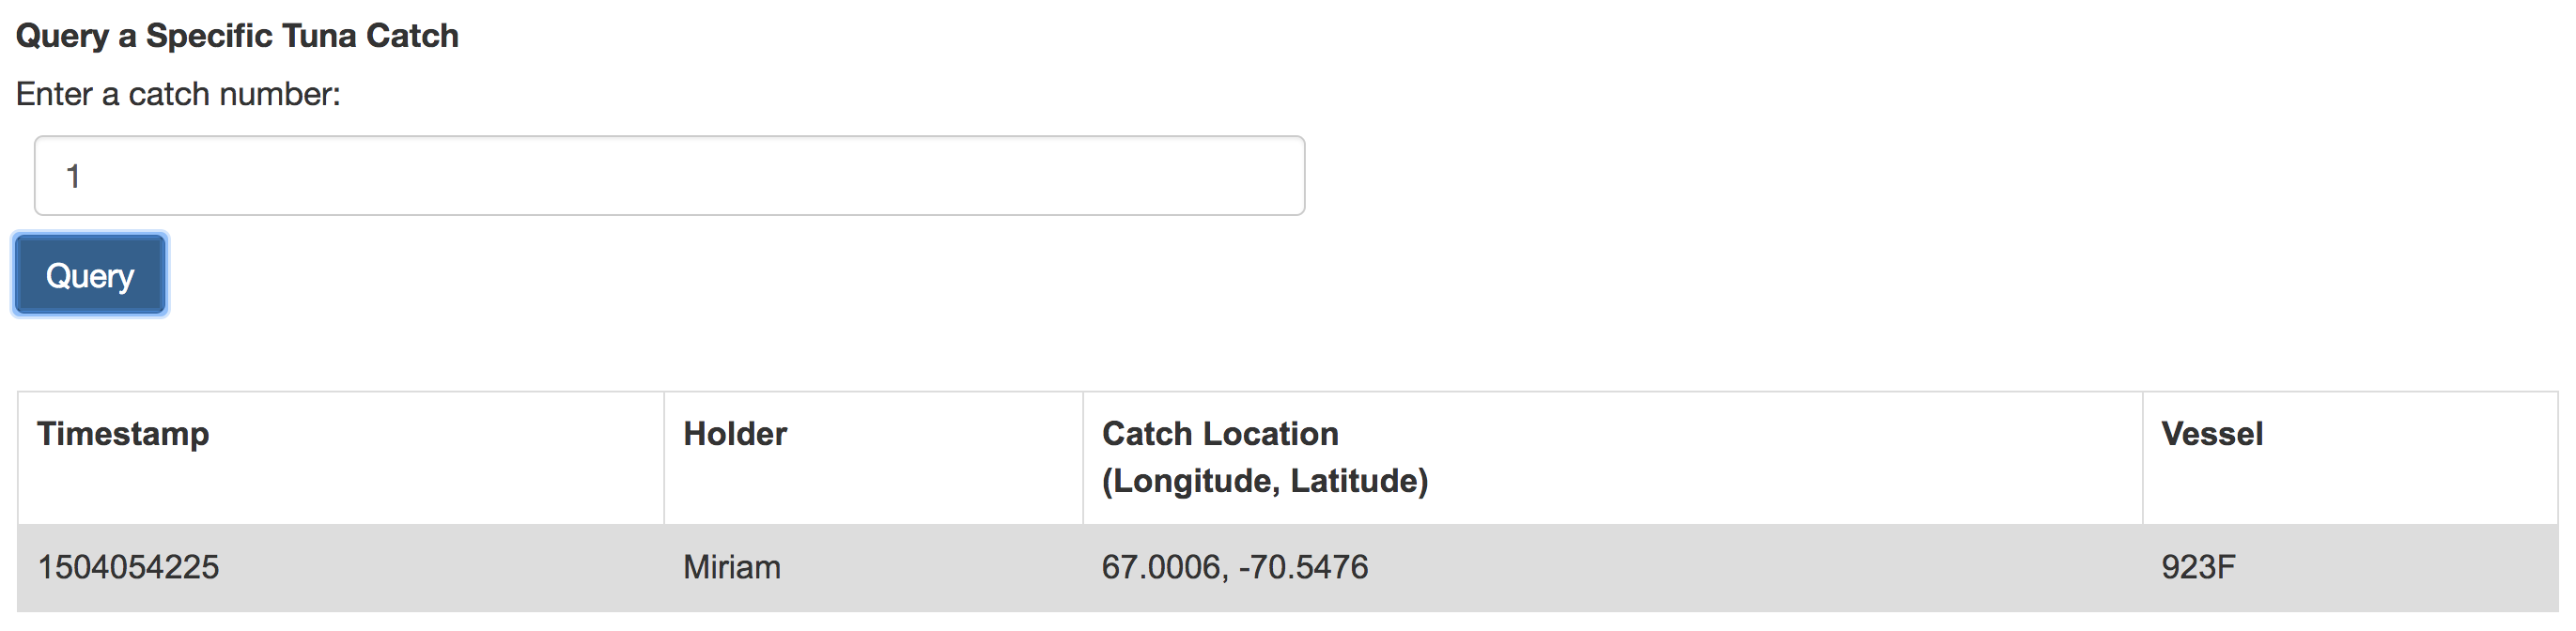 Query a Specific Tuna Catch
Enter a catch number:
1
Query
Timestamp Holder Catch Location Vessel
(Longitude, Latitude)
1504054225 Miriam 67.0006, -70.5476 923F